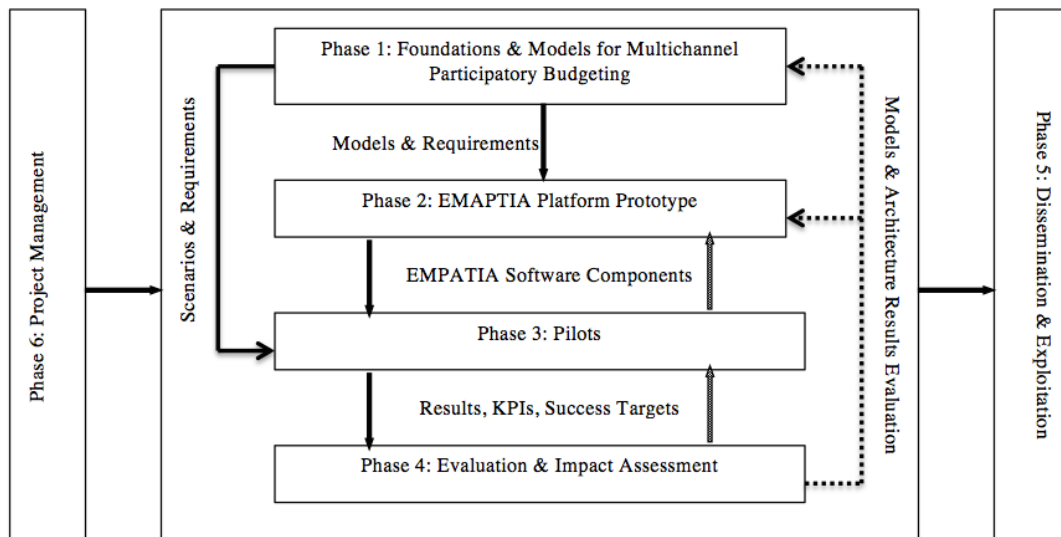 Phase 6: Project Management
Scenarios & Requirements
Phase 1: Foundations & Models for Multichannel
Participatory Budgeting
Models & Requirements
Phase 2: EMAPTIA Platform Prototype
EMPATIA Software Components
Phase 3: Pilots
Results, KPIs, Success Targets
Phase 4: Evaluation & Impact Assessment
Models & Architecture Results Evaluation
Phase 5: Dissemination & Exploitation